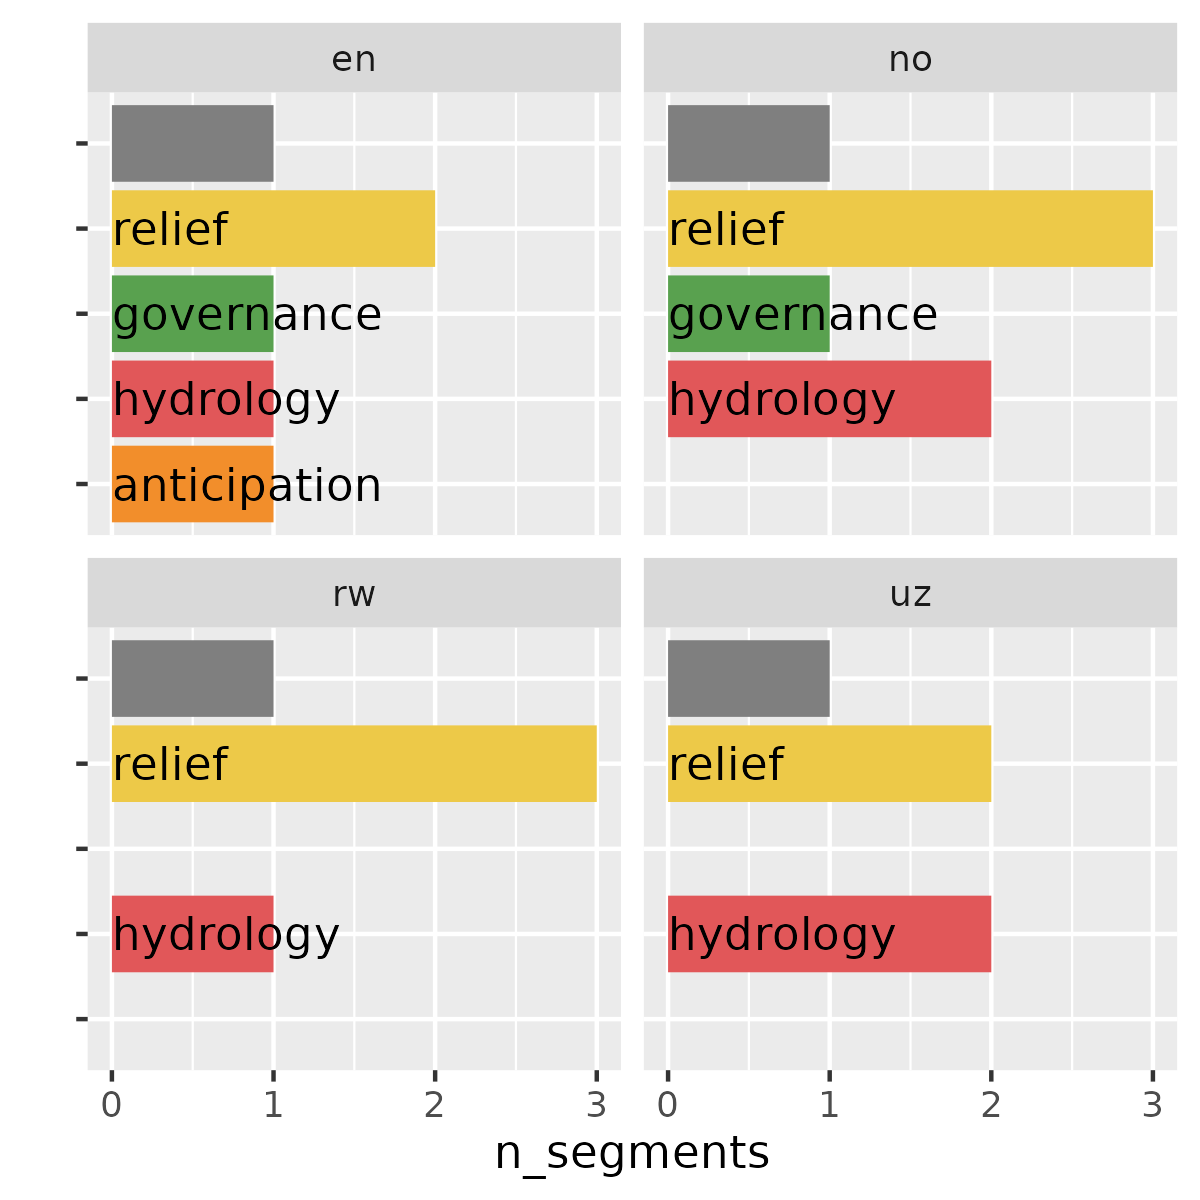 en
no
relief
governance
hydrology
anticipation
relief
governance
hydrology
rw
uz
relief
hydrology
relief
hydrology
0 1 2 3
0 1 2 3
n_segments